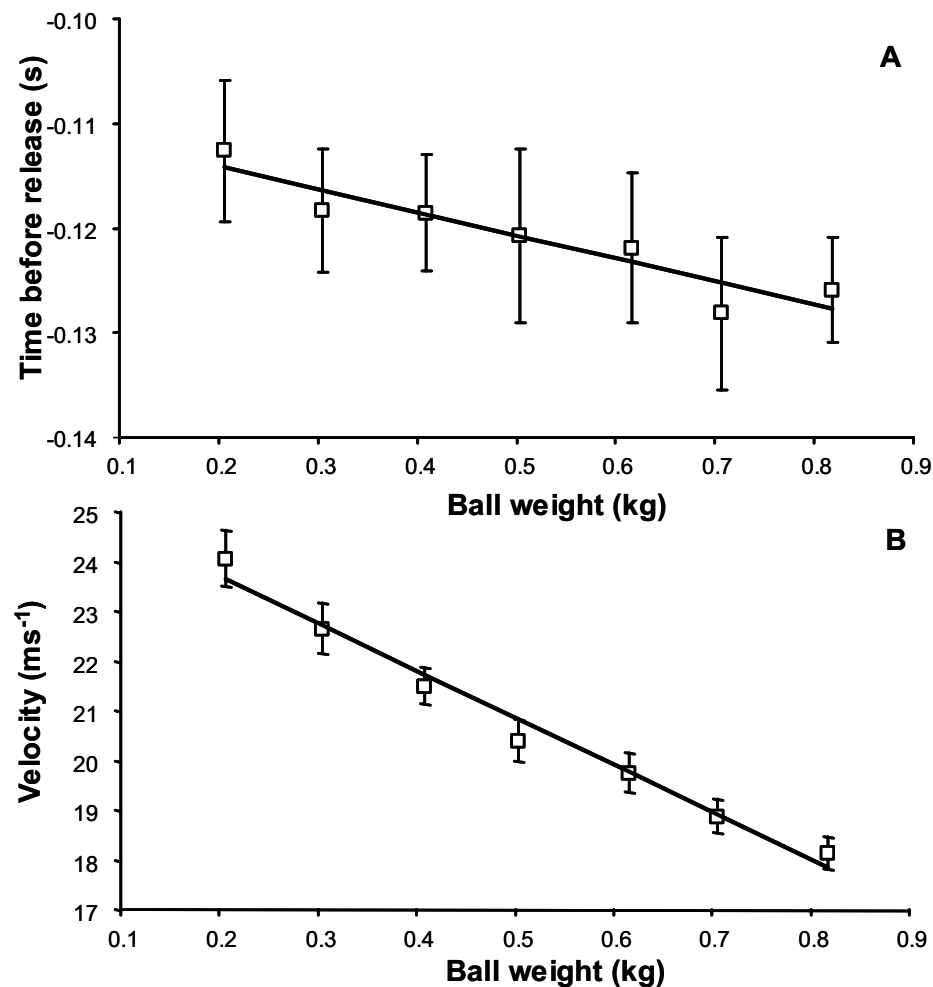 A
Time before release (s)
-0.10
-0.11
-0.12
-0.13
-0.14
0.1 0.2 0.3 0.4 0.5 0.6 0.7 0.8 0.9
Ball weight (kg)
B
Velocity (ms-1)
25
24
23
22
21
20
19
18
17
0.1 0.2 0.3 0.4 0.5 0.6 0.7 0.8 0.9
Ball weight (kg)